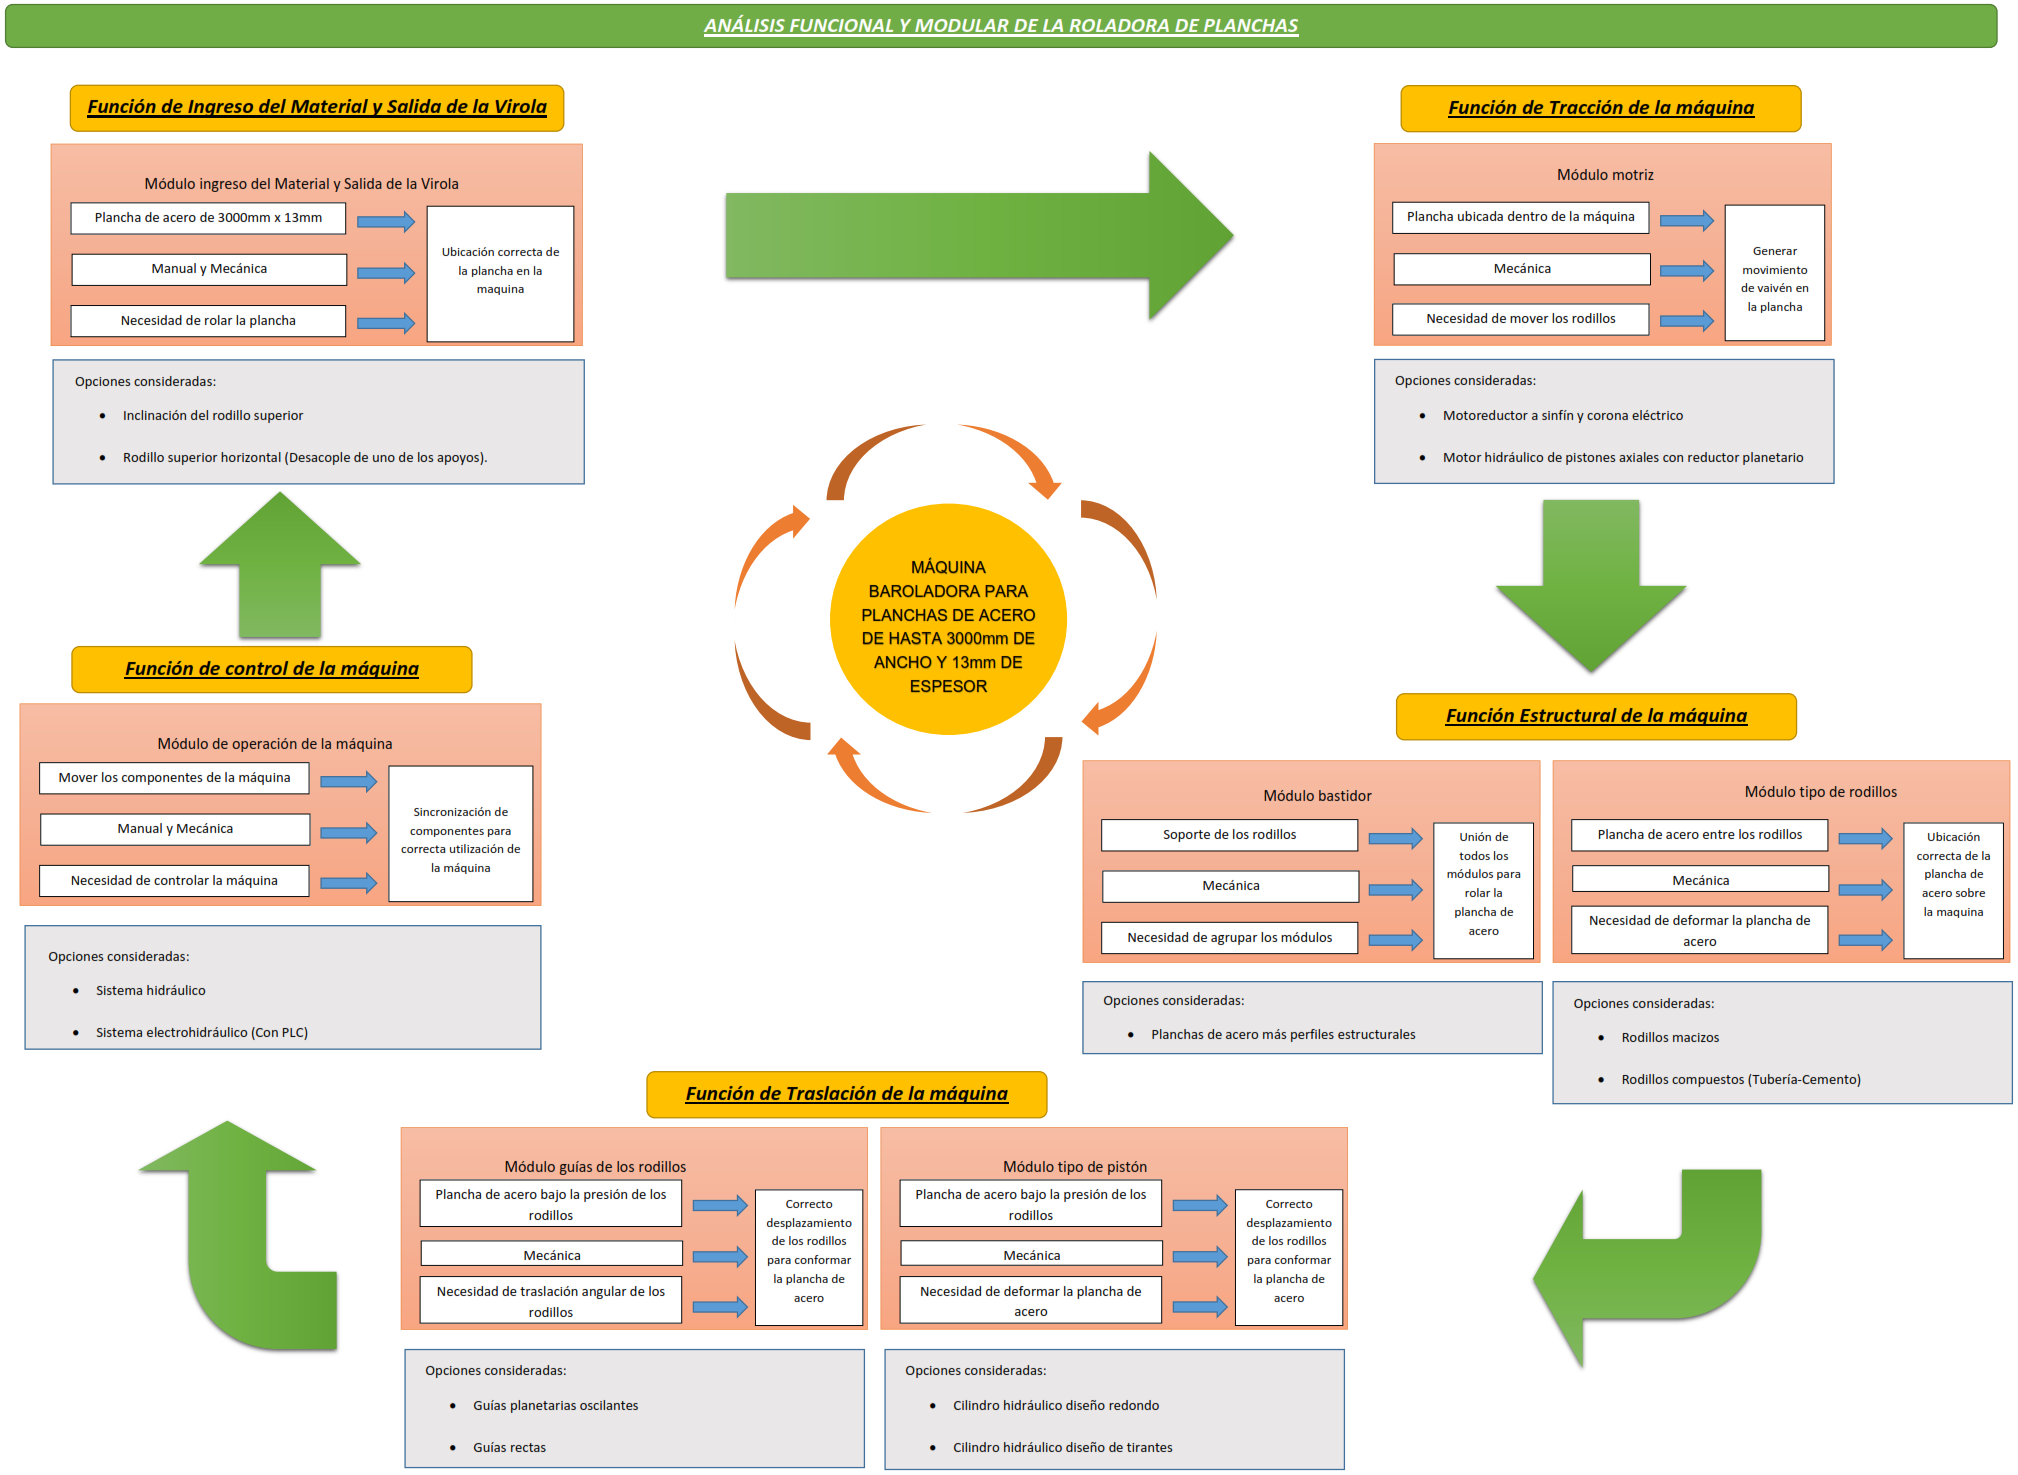 ANÁLISIS FUNCIONAL Y MODULAR DE LA ROLADORA DE PLANCHAS
Función de Ingreso del Material y Salida de la Virola
Módulo ingreso del Material y Salida de la Virola
Plancha de acero de 3000mm x 13mm
Manual y Mecánica
Necesidad de rolar la plancha
Ubicación correcta de
la plancha en la
maquina
Opciones consideradas:
• Inclinación del rodillo superior
• Rodillo superior horizontal (Desacople de uno de los apoyos).
Función de Tracción de la máquina
Módulo motriz
Plancha ubicada dentro de la máquina
Mecánica
Necesidad de mover los rodillos
Generar
movimiento
de vaivén en
la plancha
Opciones consideradas:
• Motoreductor a sinfín y corona eléctrico
• Motor hidráulico de pistones axiales con reductor planetario
MÁQUINA
BAROLADORA PARA
PLANCHAS DE ACERO
DE HASTA 3000mm DE
ANCHO Y 13mm DE
ESPESOR
Función de control de la máquina
Módulo de operación de la máquina
Mover los componentes de la máquina
Manual y Mecánica
Necesidad de controlar la máquina
Sincronización de
componentes para
correcta utilización de
la máquina
Opciones consideradas:
• Sistema hidráulico
• Sistema electrohidráulico (Con PLC)
Función Estructural de la máquina
Módulo bastidor
Soporte de los rodillos
Mecánica
Necesidad de agrupar los módulos
Unión de
todos los
módulos para
rolar la
plancha de
acero
Opciones consideradas:
• Planchas de acero más perfiles estructurales
Módulo tipo de rodillos
Plancha de acero entre los rodillos
Mecánica
Necesidad de deformar la plancha de
acero
Ubicación
correcta de la
plancha de
acero sobre
la maquina
Opciones consideradas:
• Rodillos macizos
• Rodillos compuestos (Tubería-Cemento)
Función de Traslación de la máquina
Módulo guías de los rodillos
Plancha de acero bajo la presión de los
rodillos
Mecánica
Necesidad de traslación angular de los
rodillos
Correcto
desplazamiento
de los rodillos
para conformar
la plancha de
acero
Opciones consideradas:
• Guías planetarias oscilantes
• Guías rectas
Módulo tipo de pistón
Plancha de acero bajo la presión de los
rodillos
Mecánica
Necesidad de deformar la plancha de
acero
Correcto
desplazamiento
de los rodillos
para conformar
la plancha de
acero
Opciones consideradas:
• Cilindro hidráulico diseño redondo
• Cilindro hidráulico diseño de tirantes